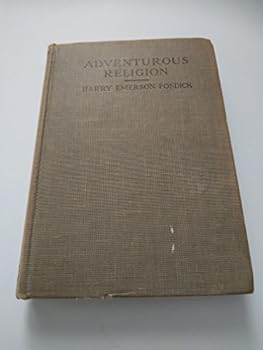 ADVENTUROUS
RELIGION
HARRY EMERSON FOSDICK